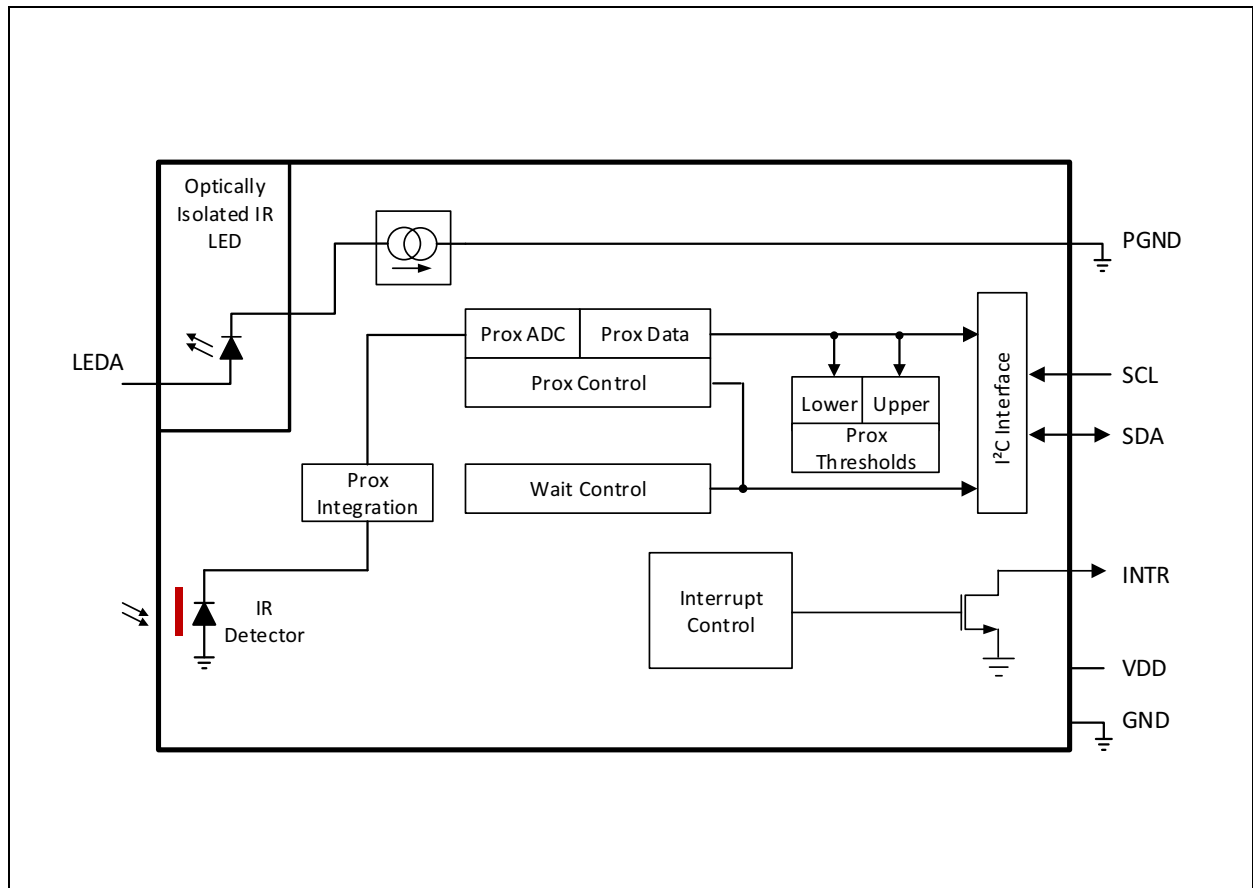 Optically
Isolated IR
LED
PGND
LEDA
Prox ADC
Prox Data
Prox Control
Lower
Upper
Prox
Thresholds
I²C Interface
SCL
SDA
Prox
Integration
Wait Control
IR
Detector
Interrupt
Control
INTR
VDD
GND